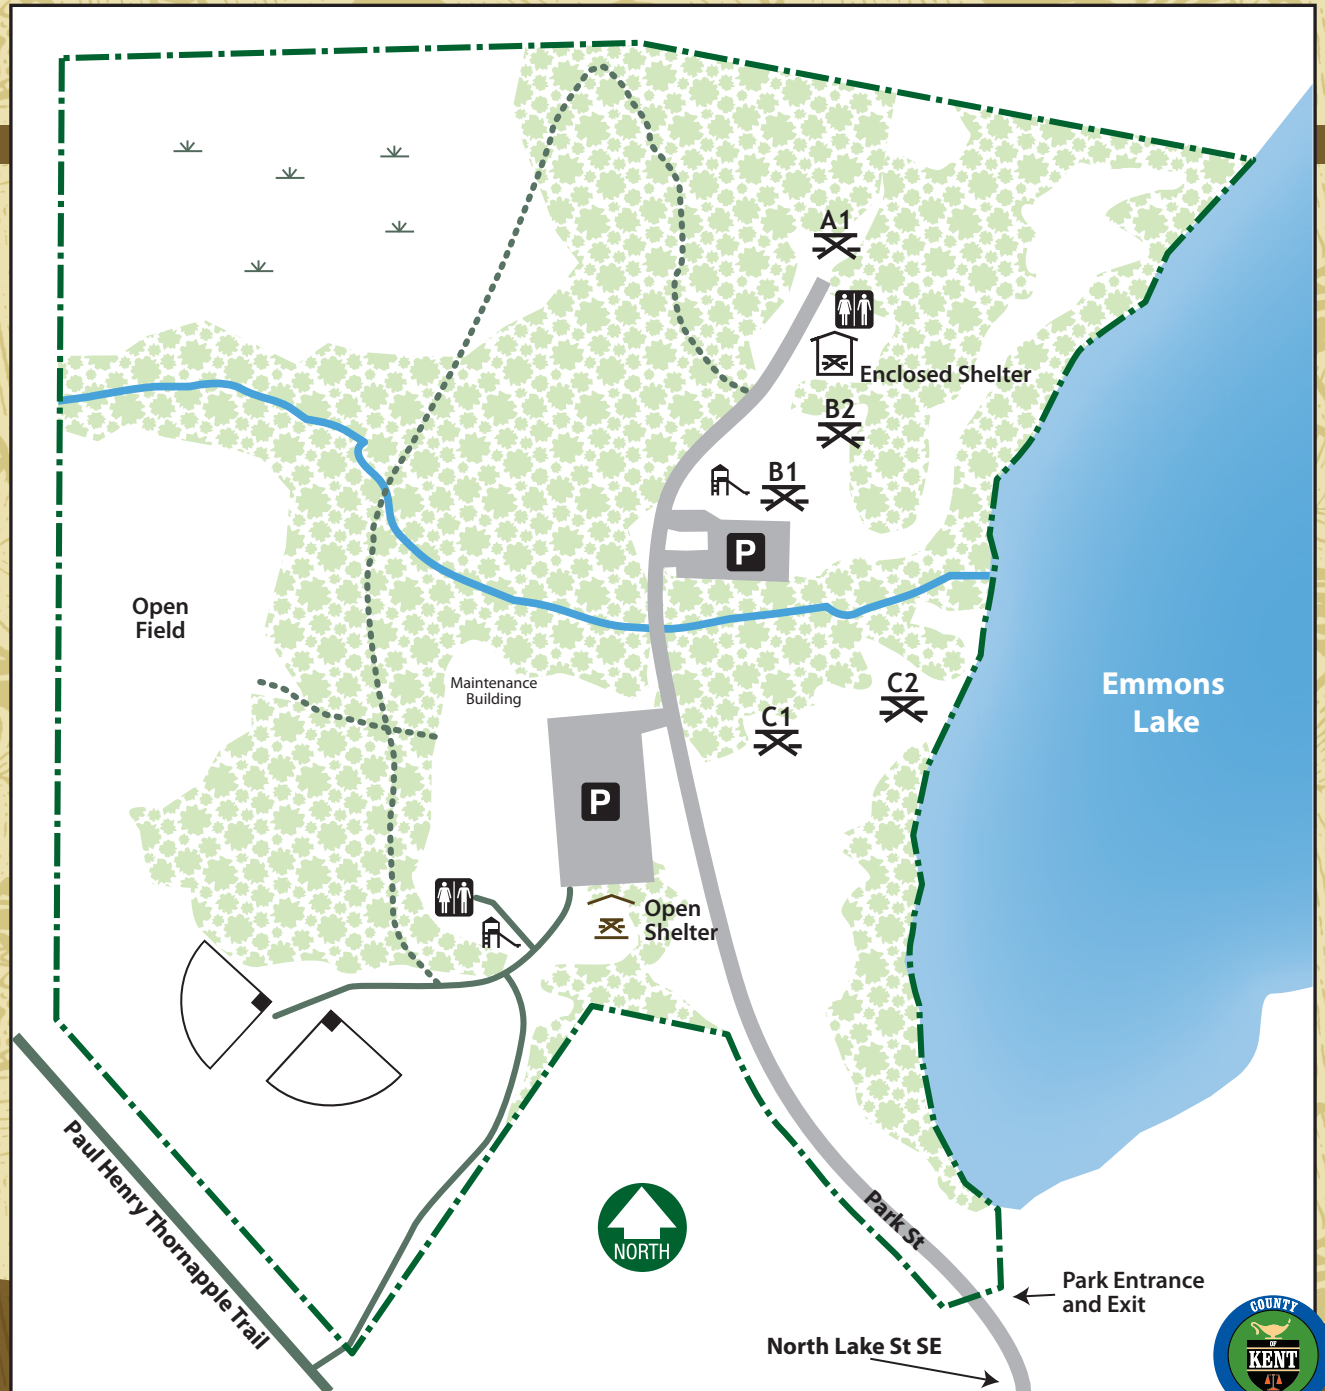 A1
Enclosed Shelter
B2
B1
P
Open
Field
Maintenance
Building
C2
C1
Emmons
Lake
P
Open
Shelter
Paul Henry Thornapple Trail
NORTH
Park St
Park Entrance
and Exit
North Lake St SE
COUNTY
OF
KENT